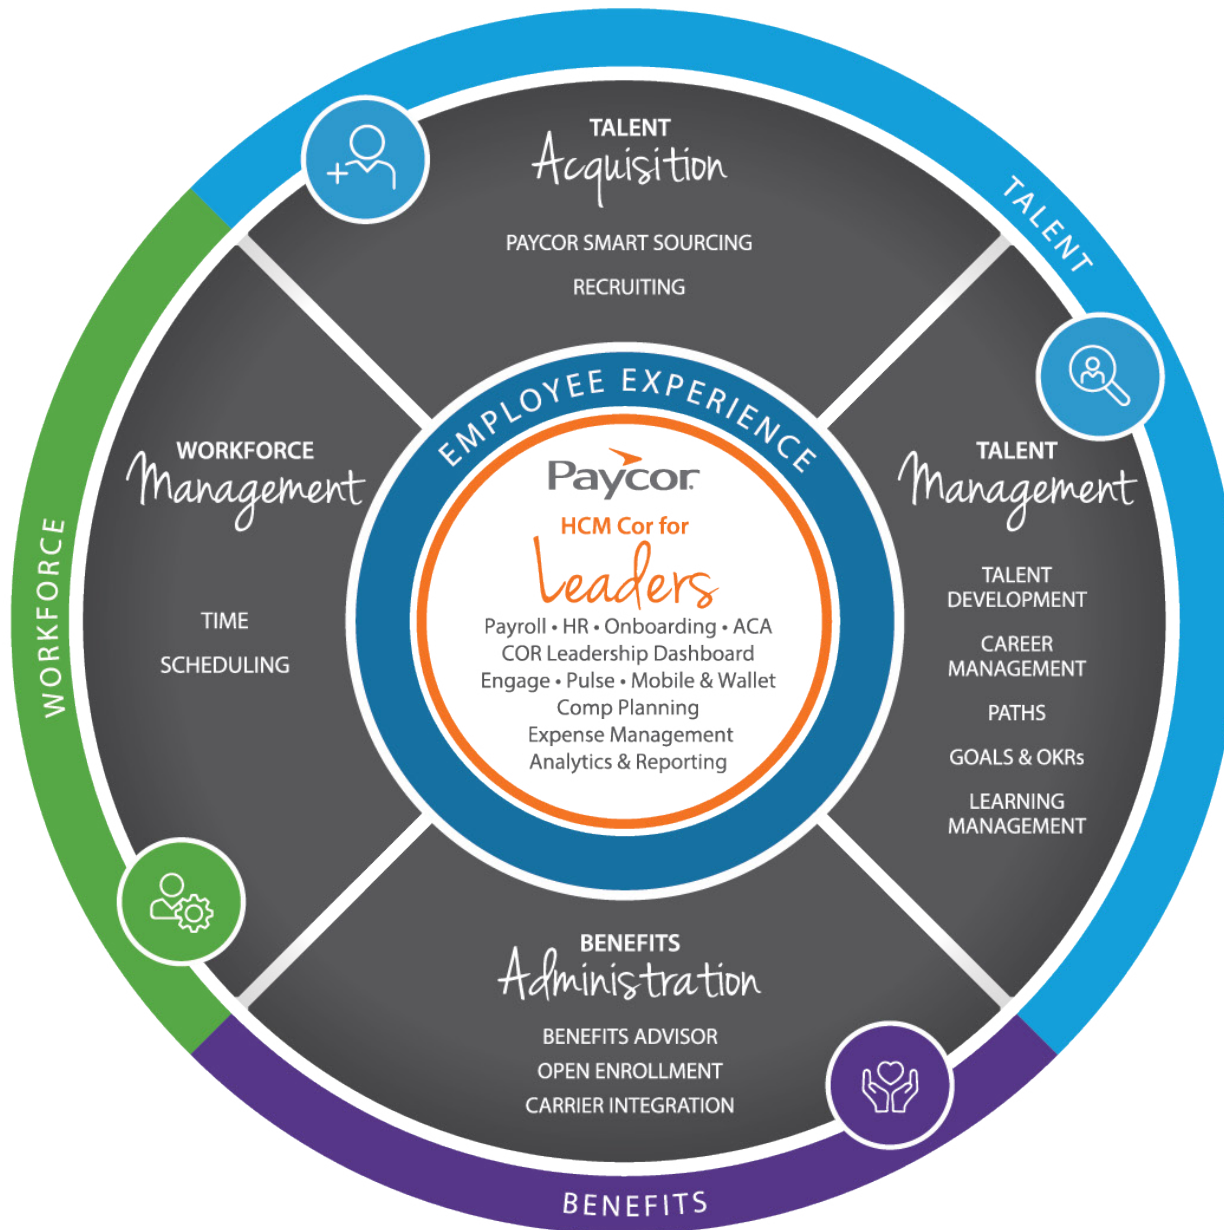 TALENT
Acquisition
PAYCOR SMART SOURCING
RECRUITING
TALENT
WORKFORCE
Management
TIME
SCHEDULING
WORKFORCE
EMPLOYEE EXPERIENCE
Paycor
HCM Cor for
Leaders
Payroll • HR • Onboarding • ACA
COR Leadership Dashboard
Engage • Pulse • Mobile & Wallet
Comp Planning
Expense Management
Analytics & Reporting
TALENT
Management
TALENT
DEVELOPMENT
CAREER
MANAGEMENT
PATHS
GOALS & OKRs
LEARNING
MANAGEMENT
BENEFITS
Administration
BENEFITS ADVISOR
OPEN ENROLLMENT
CARRIER INTEGRATION
BENEFITS